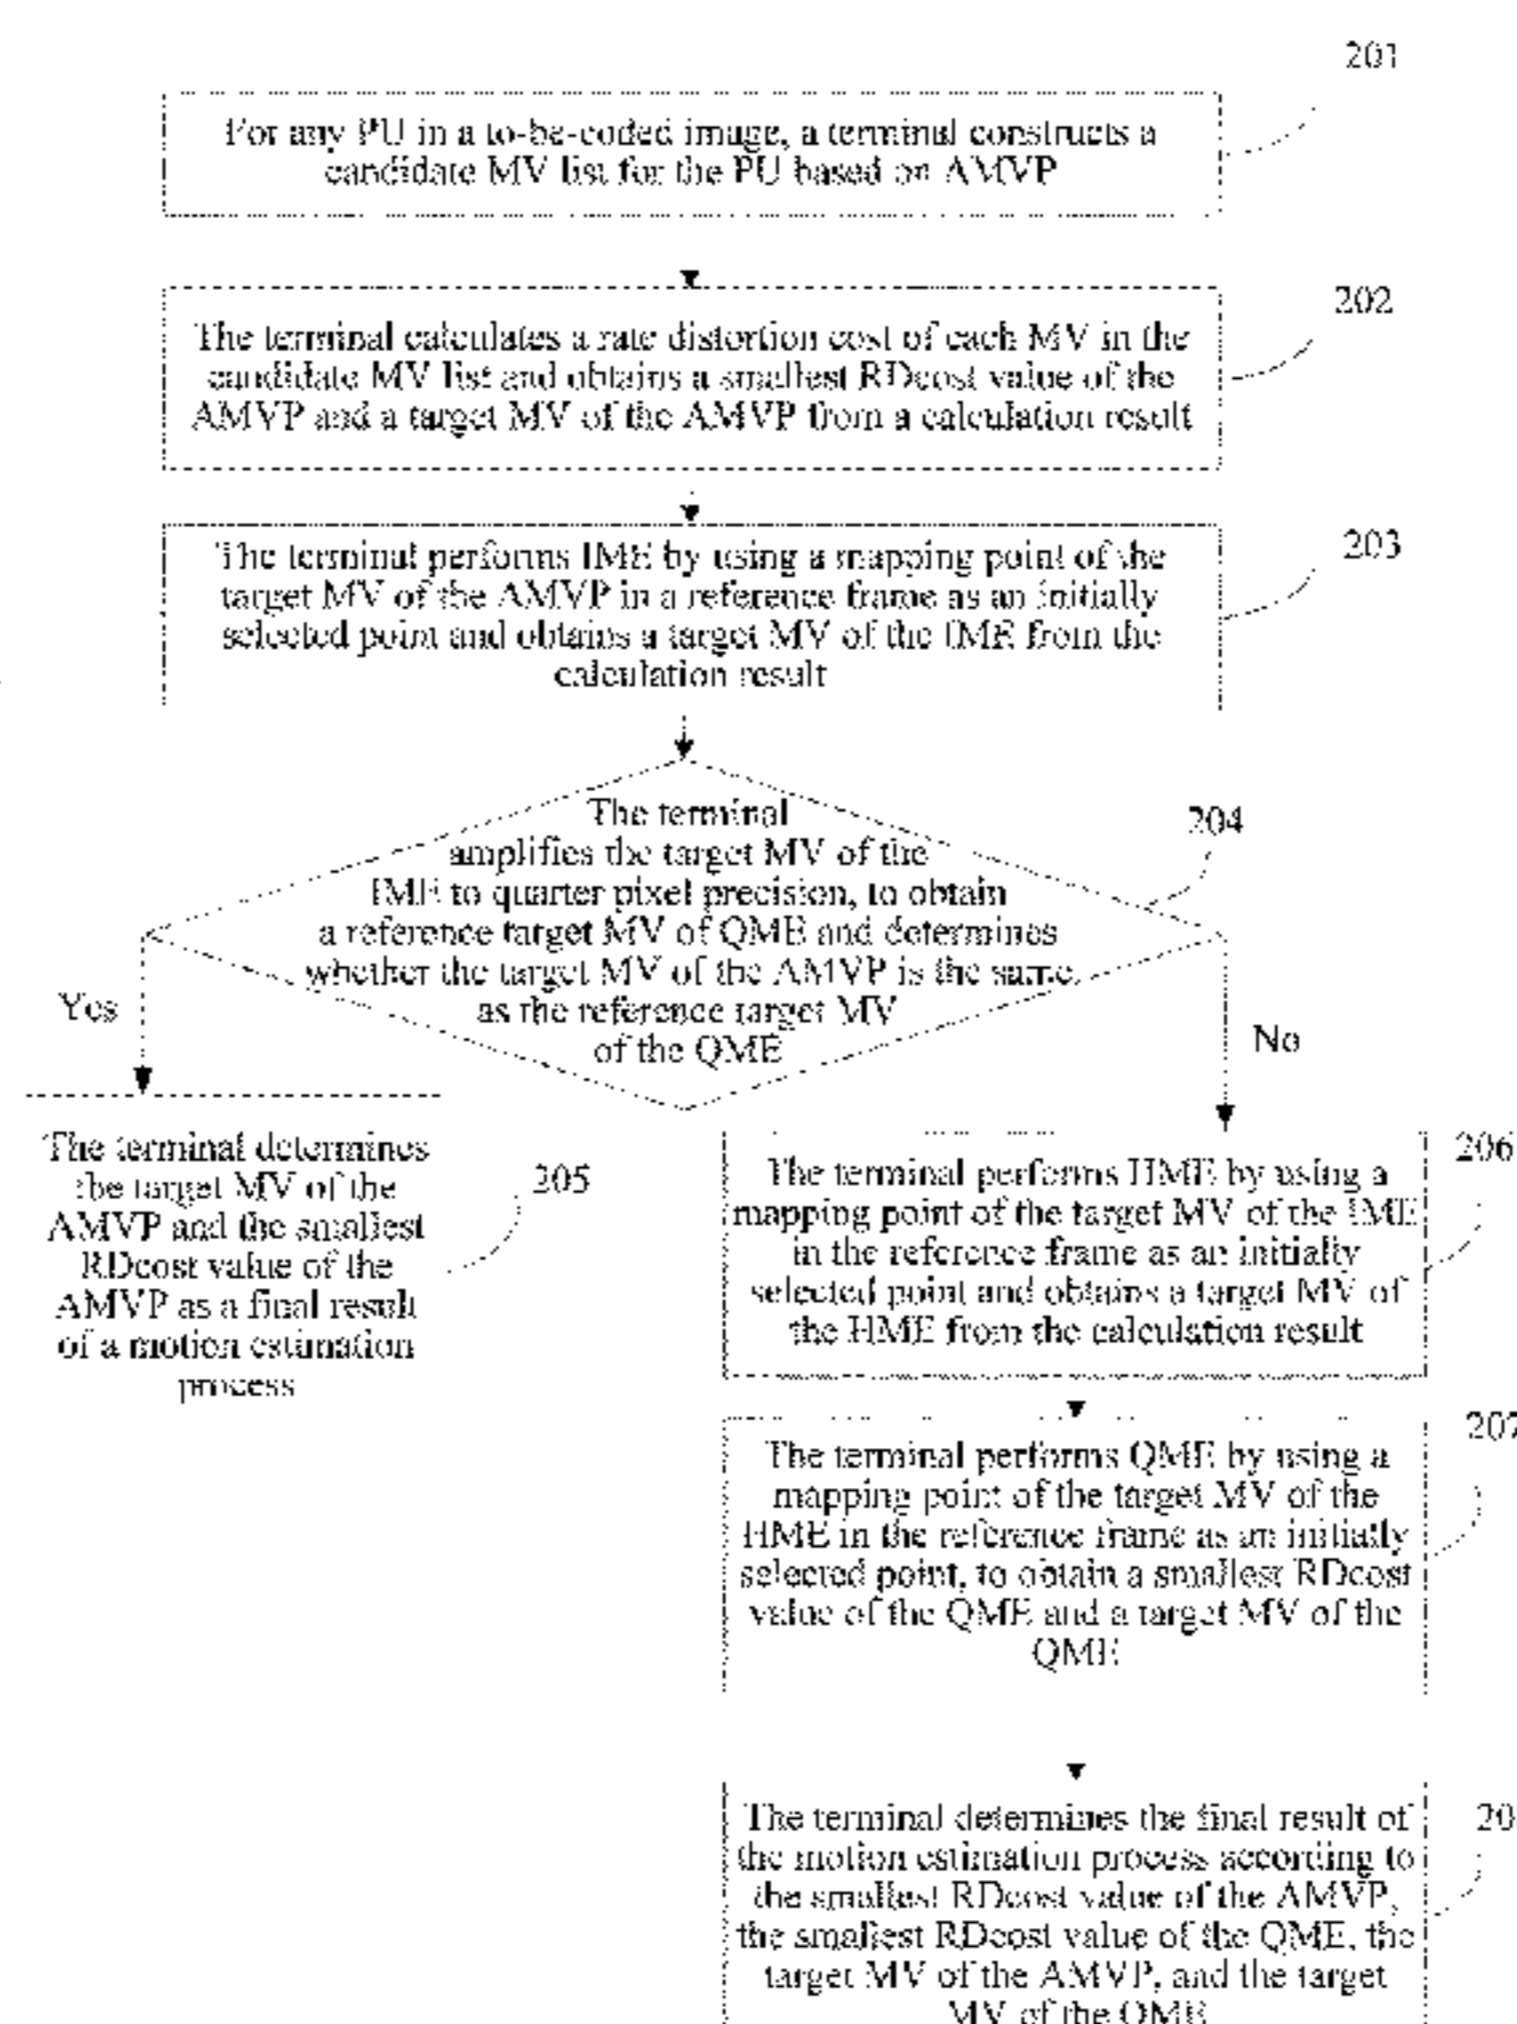 201
For any PU in a to-be-coded image, a terminal constructs a
candidate MV list for the PU based on AMVP
202
The terminal calculates a rate distortion cost of each MV in the
candidate MV list and obtains a smallest RDcost value of the
AMVP and a target MV of the AMVP from a calculation result
203
The terminal performs IME by using a mapping point of the
target MV of the AMVP in a reference frame as an initially
selected point and obtains a target MV of the IME from the
calculation result
204
The terminal
amplifies the target MV of the
IME to quarter pixel precision, to obtain
a reference target MV of QME and determines
whether the target MV of the AMVP is the same
as the reference target MV
of the QME
Yes
No
The terminal determines
the target MV of the
AMVP and the smallest
RDcost value of the
AMVP as a final result
of a motion estimation
process
205
206
The terminal performs HME by using a
mapping point of the target MV of the IME
in the reference frame as an initially
selected point and obtains a target MV of
the HME from the calculation result
207
The terminal performs QME by using a
mapping point of the target MV of the
HME in the reference frame as an initially
selected point, to obtain a smallest RDcost
value of the QME and a target MV of the
QME
The terminal determines the final result of
the motion estimation process according to
the smallest RDcost value of the AMVP,
the smallest RDcost value of the QME, the
target MV of the AMVP, and the target
MV of the QME